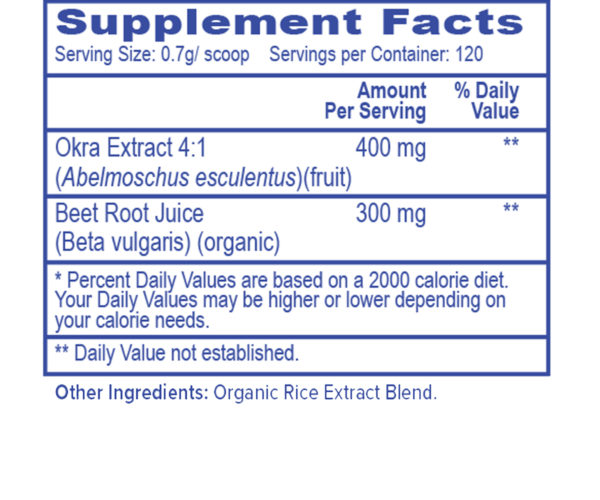 Supplement Facts
Serving Size: 0.7g/ scoop Servings per Container: 120
Amount Per Serving % Daily Value
Okra Extract 4:1 400 mg **
(Abelmoschus esculentus)(fruit)
Beet Root Juice 300 mg **
(Beta vulgaris) (organic)
* Percent Daily Values are based on a 2000 calorie diet.
Your Daily Values may be higher or lower depending on
your calorie needs.
** Daily Value not established.
Other Ingredients: Organic Rice Extract Blend.